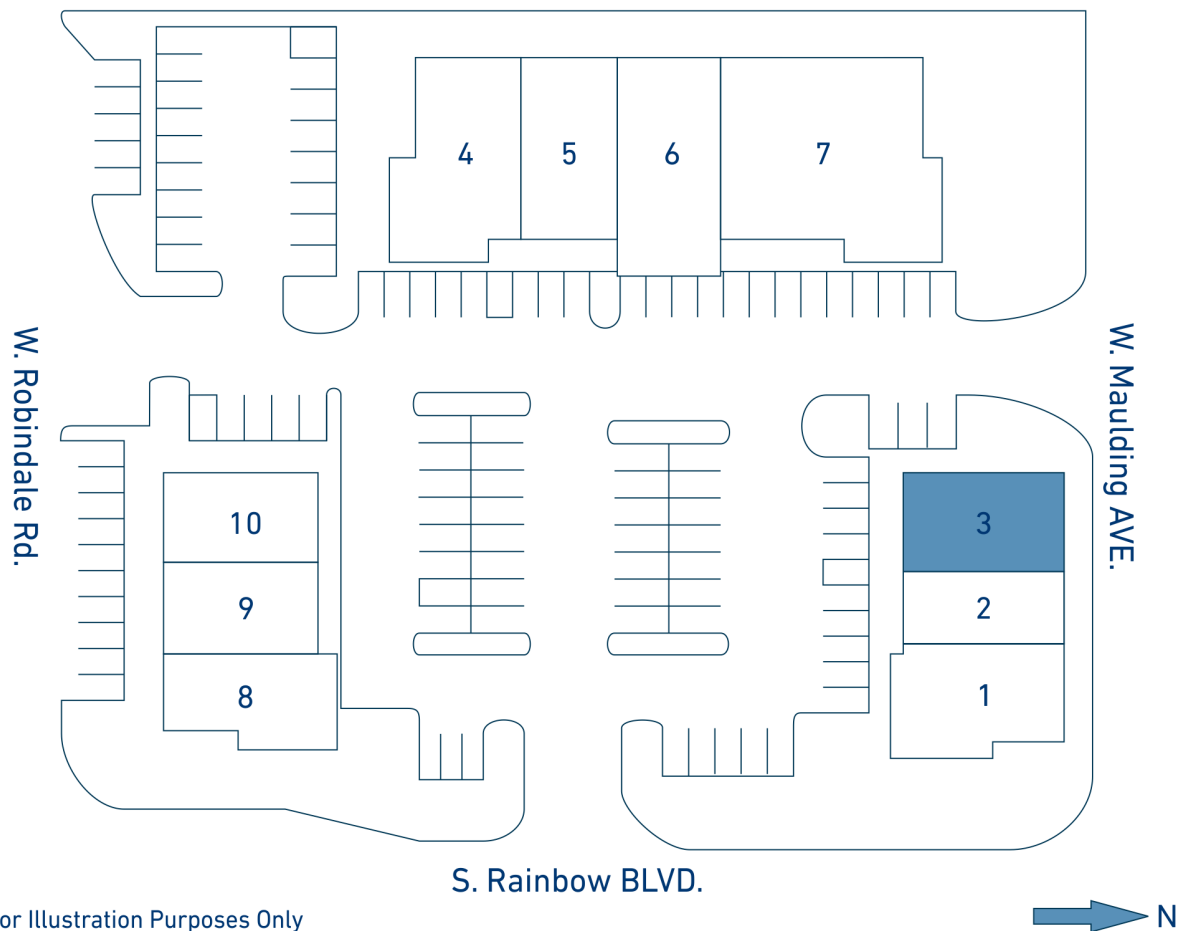 4
5
6
7
W. Robindale Rd.
W. Maulding AVE.
10
3
9
2
8
1
S. Rainbow BLVD.
or Illustration Purposes Only
N